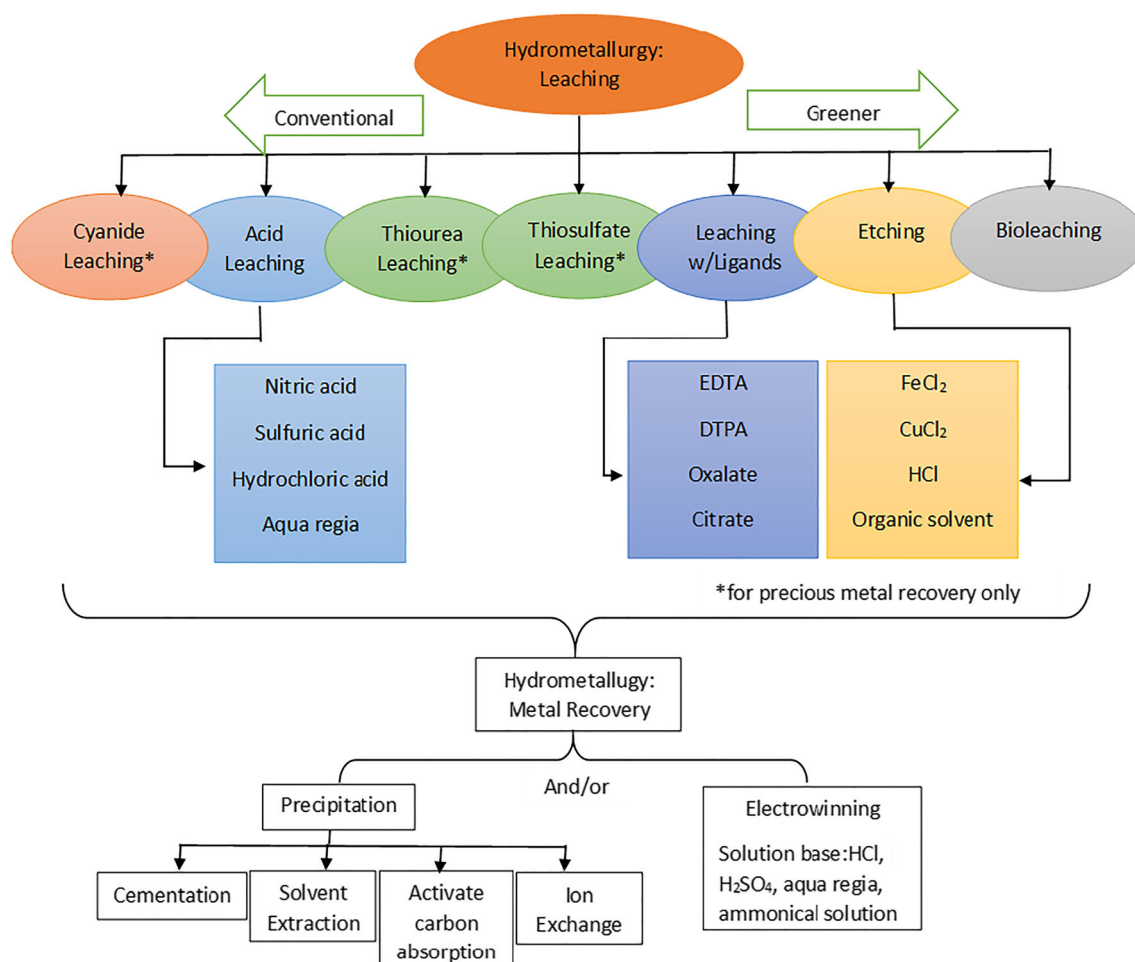 Hydrometallurgy:
Leaching
Conventional
Greener
Cyanide
Leaching*
Acid
Leaching
Thiourea
Leaching*
Thiosulfate
Leaching*
Leaching
w/Ligands
Etching
Bioleaching
Nitric acid
Sulfuric acid
Hydrochloric acid
Aqua regia
EDTA
DTPA
Oxalate
Citrate
FeCl₂
CuCl₂
HCl
Organic solvent
*for precious metal recovery only
Hydrometallugy:
Metal Recovery
And/or
Precipitation
Cementation
Solvent
Extraction
Activate
carbon
absorption
Ion
Exchange
Electrowinning
Solution base:HCl,
H₂SO₄, aqua regia,
ammonical solution